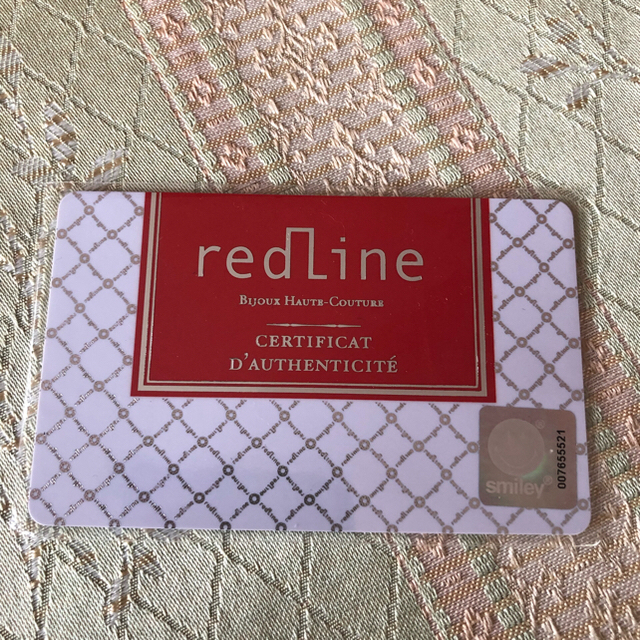 redline
BIJOUX HAUTE-COUTURE
CERTIFICAT
D'AUTHENTICITÉ
smiley
007655521